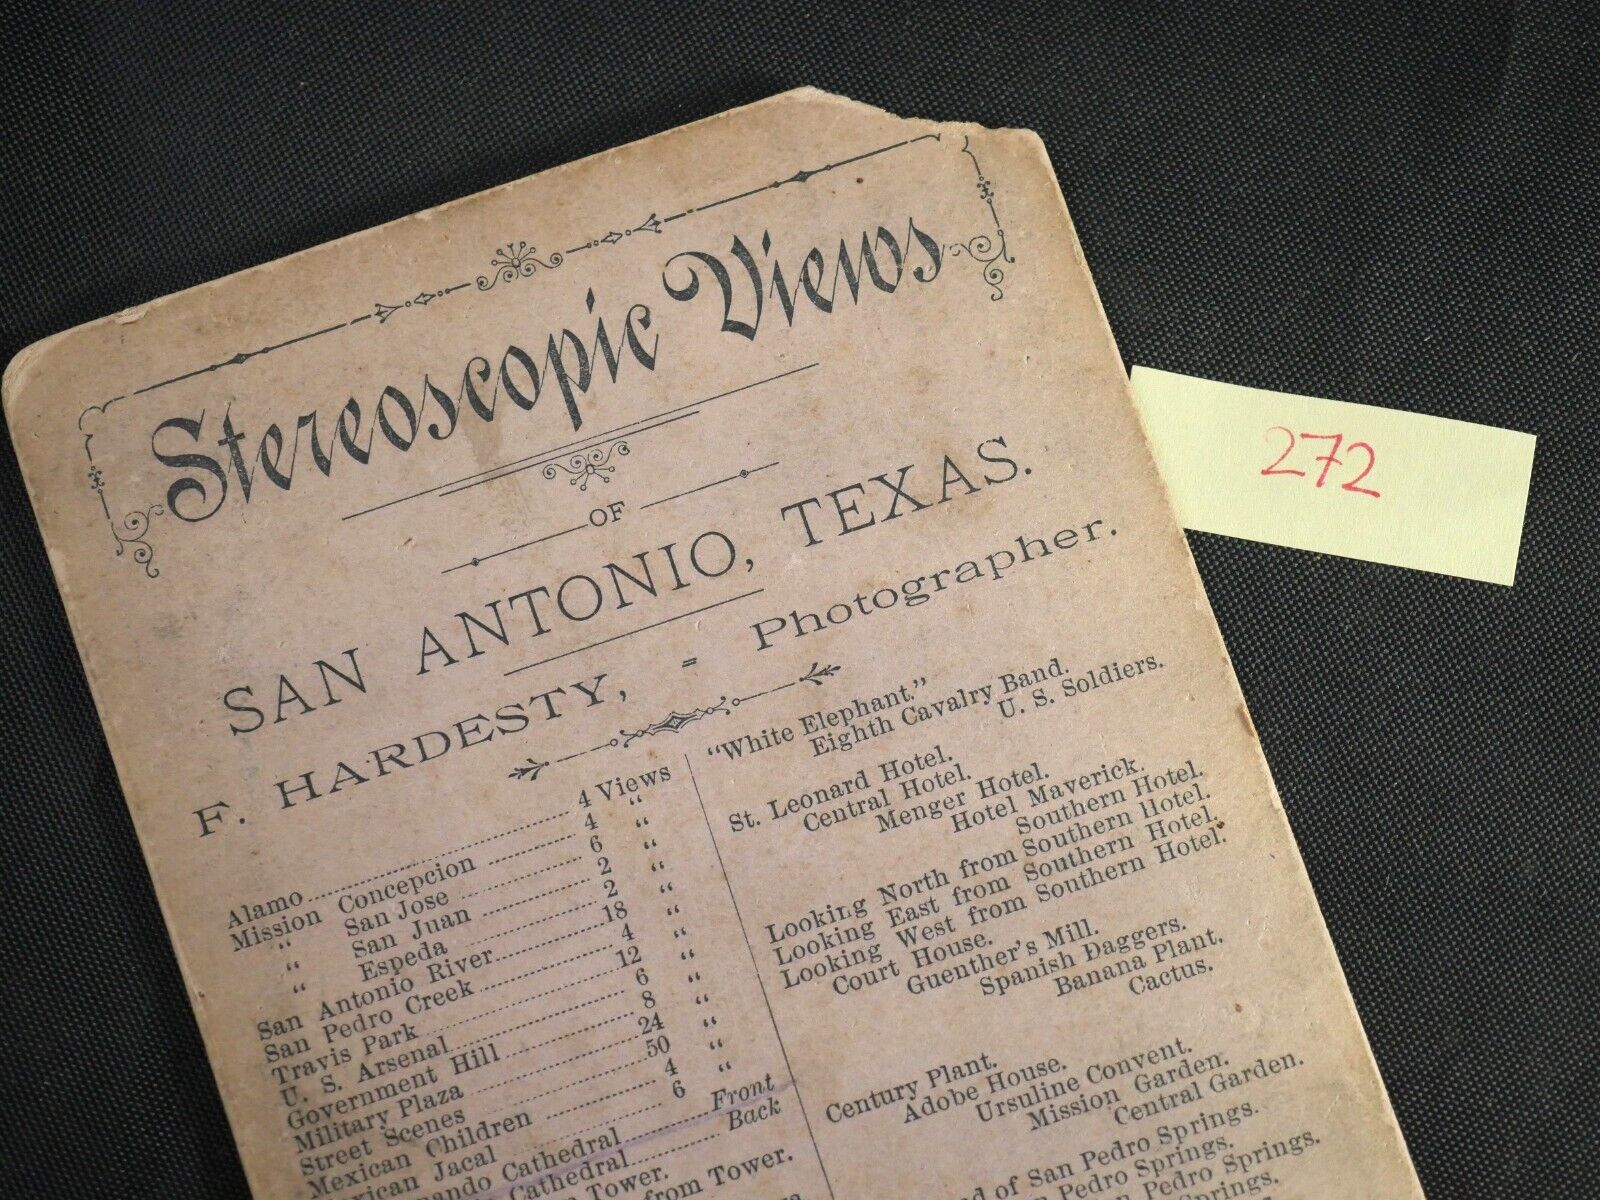 Stereoscopic Views
OF
SAN ANTONIO, TEXAS.
F. HARDESTY, - Photographer.
Alamo 4 Views
Mission Concepcion 4 "
" San Jose 6 "
" San Juan 2 "
" Espeda 2 "
San Antonio River 18 "
San Pedro Creek 4 "
Travis Park 12 "
U. S. Arsenal 6 "
Government Hill 8 "
Military Plaza 24 "
Street Scenes 50 "
Mexican Children 4 "
Jacal 6 "
Cathedral Front
Cathedral Back
Tower.
from Tower.
"White Elephant."
Eighth Cavalry Band.
U. S. Soldiers.
St. Leonard Hotel.
Central Hotel.
Menger Hotel.
Hotel Maverick.
Southern Hotel.
Looking North from Southern Hotel.
Looking East from Southern Hotel.
Looking West from Southern Hotel.
Court House.
Guenther's Mill.
Spanish Daggers.
Banana Plant.
Cactus.
Century Plant.
Adobe House.
Ursuline Convent.
Mission Garden.
Central Garden.
of San Pedro Springs.
Pedro Springs.
Pedro Springs.
Springs.
272